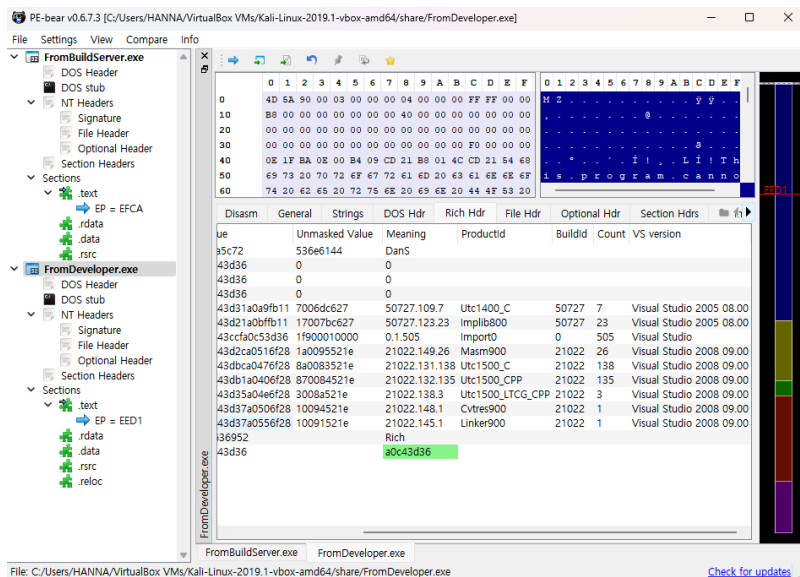 PE-bear v0.6.7.3 [C:/Users/HANNA/VirtualBox VMs/Kali-Linux-2019.1-vbox-amd64/share/FromDeveloper.exe]
File Settings View Compare Info
FromBuildServer.exe
DOS Header
DOS stub
NT Headers
Signature
File Header
Optional Header
Section Headers
Sections
.text
EP = EFCA
.rdata
.data
.rsrc
FromDeveloper.exe
DOS Header
DOS stub
NT Headers
Signature
File Header
Optional Header
Section Headers
Sections
.text
EP = EED1
.rdata
.data
.rsrc
.reloc
FromDeveloper.exe
0 1 2 3 4 5 6 7 8 9 A B C D E F
0 4D 5A 90 00 03 00 00 00 04 00 00 00 FF FF 00 00
10 B8 00 00 00 00 00 00 00 40 00 00 00 00 00 00 00
20 00 00 00 00 00 00 00 00 00 00 00 00 00 00 00 00
30 00 00 00 00 00 00 00 00 00 00 00 00 F0 00 00 00
40 0E 1F BA 0E 00 B4 09 CD 21 B8 01 4C CD 21 54 68
50 69 73 20 70 72 6F 67 72 61 6D 20 63 61 6E 6E 6F
60 74 20 62 65 20 72 75 6E 20 69 6E 20 44 4F 53 20
0 1 2 3 4 5 6 7 8 9 A B C D E F
M Z . . . . . . . . . . ÿ ÿ . .
¸ . . . . . . . @ . . . . . . .
. . . . . . . . . . . . . . . .
. . . . . . . . . . . . ð . . .
. . º . . ´ . Í ! ¸ . L Í ! T h
i s . p r o g r a m . c a n n o
EED1
Disasm General Strings DOS Hdr Rich Hdr File Hdr Optional Hdr Section Hdrs
ue Unmasked Value Meaning ProductId BuildId Count VS version
a5c72 536e6144 DanS
43d36 0 0
43d36 0 0
43d36 0 0
43d31a0a9fb11 7006dc627 50727.109.7 Utc1400_C 50727 7 Visual Studio 2005 08.00
43d21a0bffb11 17007bc627 50727.123.23 Implib800 50727 23 Visual Studio 2005 08.00
43ccfa0c53d36 1f900010000 0.1.505 Import0 0 505 Visual Studio
43d2ca0516f28 1a0095521e 21022.149.26 Masm900 21022 26 Visual Studio 2008 09.00
43dbca0476f28 8a0083521e 21022.131.138 Utc1500_C 21022 138 Visual Studio 2008 09.00
43db1a0406f28 870084521e 21022.132.135 Utc1500_CPP 21022 135 Visual Studio 2008 09.00
43d35a04e6f28 3008a521e 21022.138.3 Utc1500_LTCG_CPP 21022 3 Visual Studio 2008 09.00
43d37a0506f28 10094521e 21022.148.1 Cvtres900 21022 1 Visual Studio 2008 09.00
43d37a0556f28 10091521e 21022.145.1 Linker900 21022 1 Visual Studio 2008 09.00
36952 Rich
43d36 a0c43d36
FromBuildServer.exe FromDeveloper.exe
File: C:/Users/HANNA/VirtualBox VMs/Kali-Linux-2019.1-vbox-amd64/share/FromDeveloper.exe Check for updates